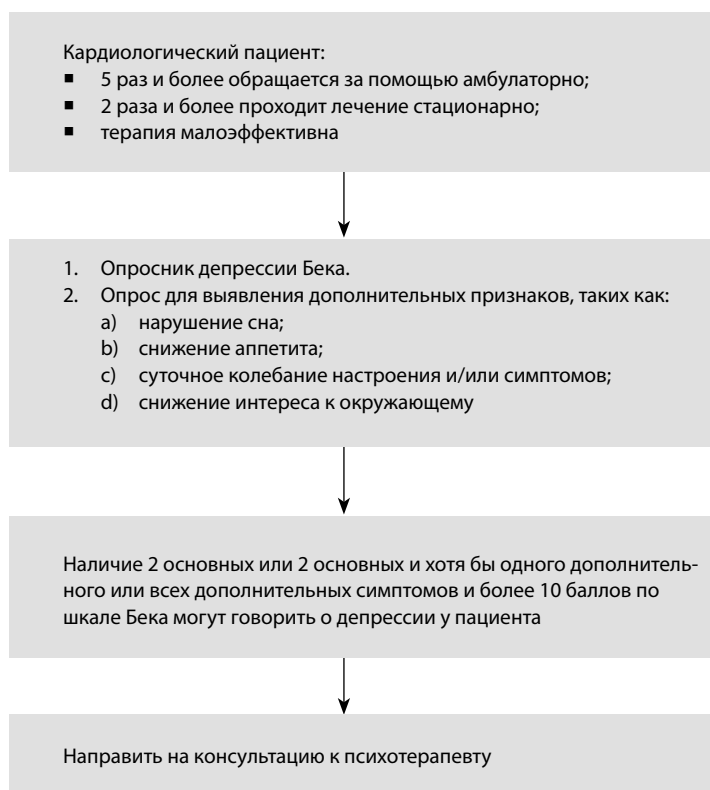 Кардиологический пациент:
▪ 5 раз и более обращается за помощью амбулаторно;
▪ 2 раза и более проходит лечение стационарно;
▪ терапия малоэффективна
1. Опросник депрессии Бека.
2. Опрос для выявления дополнительных признаков, таких как:
a) нарушение сна;
b) снижение аппетита;
c) суточное колебание настроения и/или симптомов;
d) снижение интереса к окружающему
Наличие 2 основных или 2 основных и хотя бы одного дополнитель-
ного или всех дополнительных симптомов и более 10 баллов по
шкале Бека могут говорить о депрессии у пациента
Направить на консультацию к психотерапевту